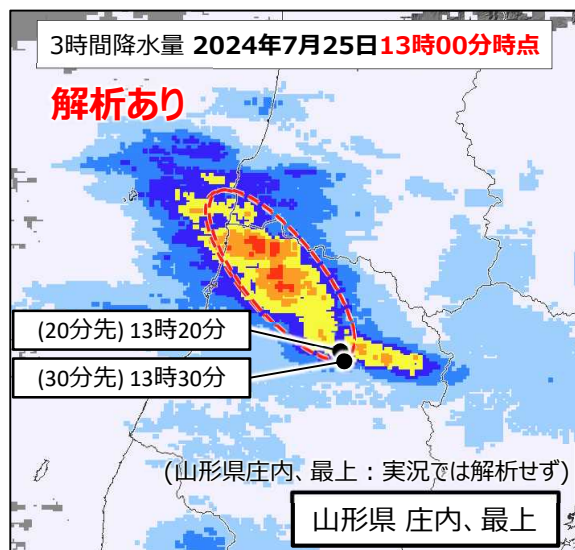 3時間降水量 2024年7月25日13時00分時点
解析あり
(20分先) 13時20分
(30分先) 13時30分
(山形県庄内、最上：実況では解析せず)
山形県 庄内、最上